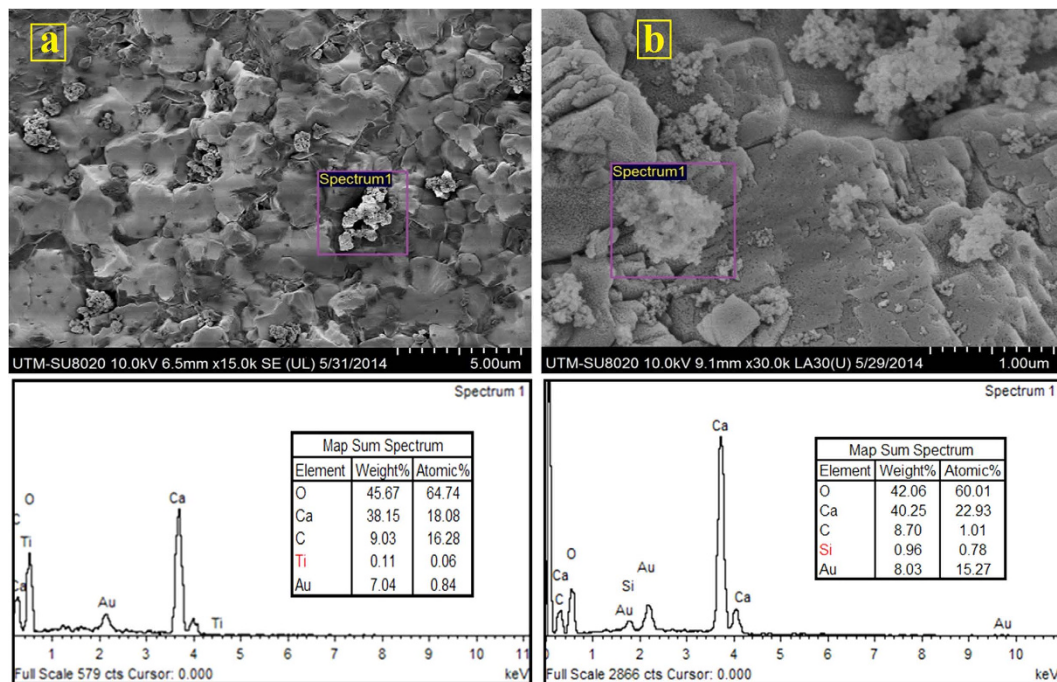 a
Spectrum1
UTM-SU8020 10.0kV 6.5mm x15.0k SE (UL) 5/31/2014
5.00um
b
Spectrum1
UTM-SU8020 10.0kV 9.1mm x30.0k LA30(U) 5/29/2014
1.00um
Spectrum 1
Map Sum Spectrum
Element Weight% Atomic%
O 45.67 64.74
Ca 38.15 18.08
C 9.03 16.28
Ti 0.11 0.06
Au 7.04 0.84
O
C
Ti
Ca
Au
Ca
Ti
1 2 3 4 5 6 7 8 9 10 11
Full Scale 579 cts Cursor: 0.000
keV
Spectrum 1
Map Sum Spectrum
Element Weight% Atomic%
O 42.06 60.01
Ca 40.25 22.93
C 8.70 1.01
Si 0.96 0.78
Au 8.03 15.27
Ca
O
Ca
C
Si
Au
Au
Ca
Au
0 1 2 3 4 5 6 7 8 9 10
Full Scale 2866 cts Cursor: 0.000
keV